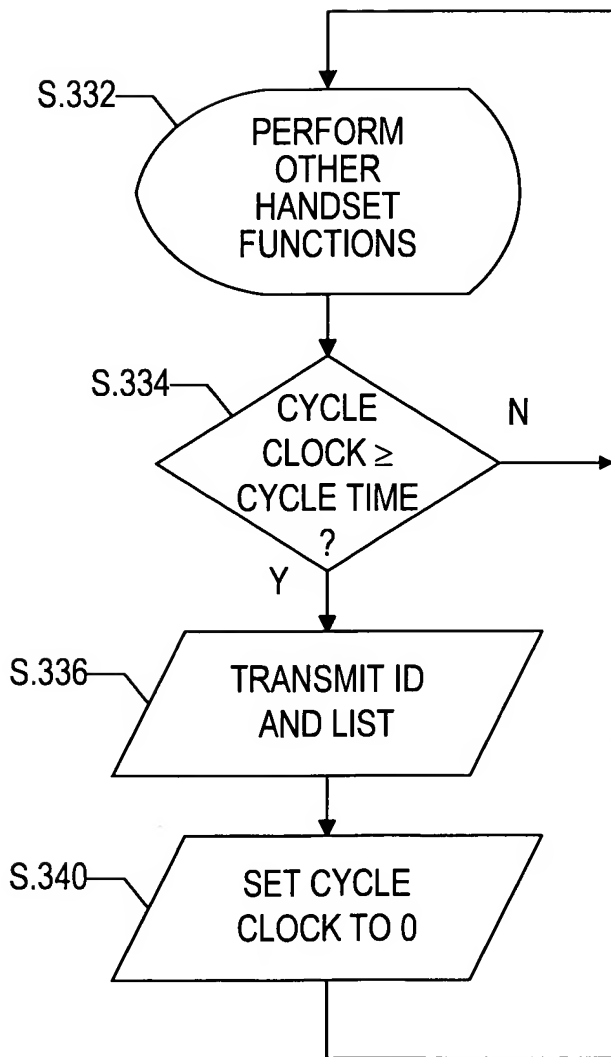 S.332
PERFORM
OTHER
HANDSET
FUNCTIONS
S.334
CYCLE
CLOCK ≥
CYCLE TIME
?
N
Y
S.336
TRANSMIT ID
AND LIST
S.340
SET CYCLE
CLOCK TO 0